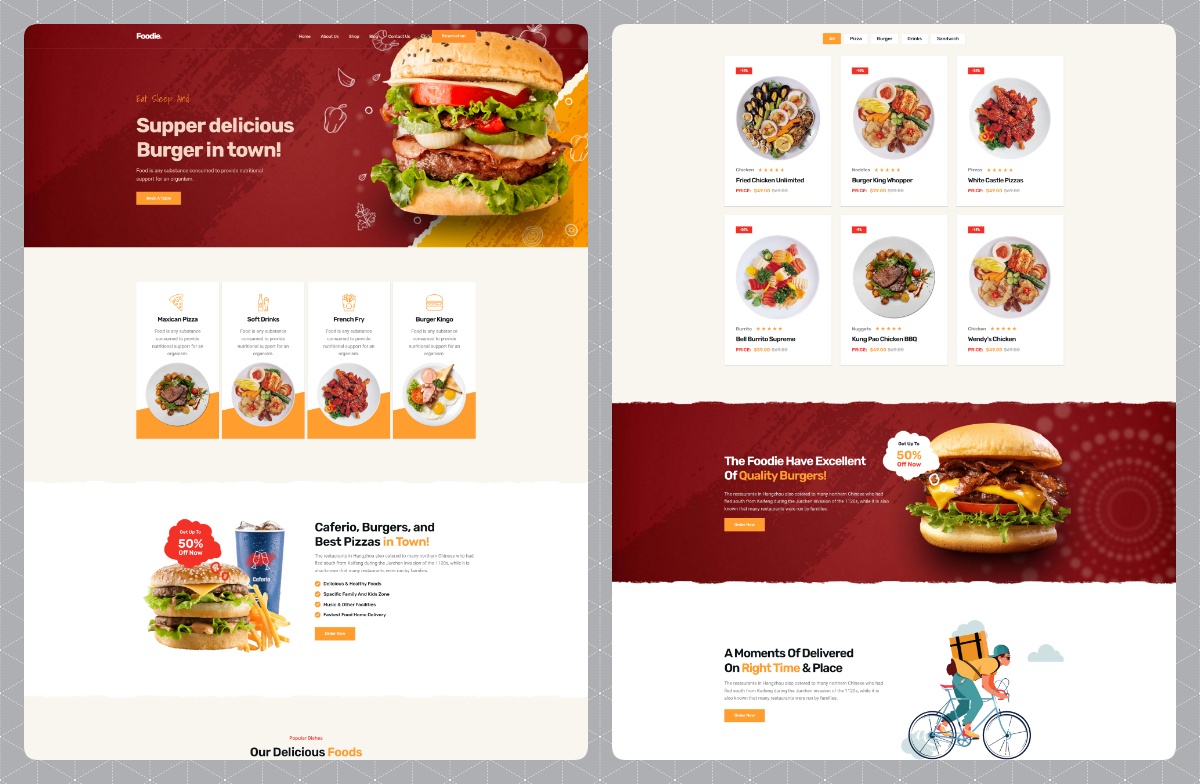 Foodie.
Home About Us Shop Blog Contact Us
Reservation
Eat Sleep And
Supper delicious
Burger in town!
Food is any substance consumed to provide nutritional
support for an organism.
Book A Table
Maxican Pizza
Food is any substance
consumed to provide
nutritional support for an
organism.
Soft Drinks
Food is any substance
consumed to provide
nutritional support for an
organism.
French Fry
Food is any substance
consumed to provide
nutritional support for an
organism.
Burger Kingo
Food is any substance
consumed to provide
nutritional support for an
organism.
Get Up To
50%
Off Now
Caferio
Caferio, Burgers, and
Best Pizzas in Town!
The restaurants in Hangzhou also catered to many northern Chinese who had
fled south from Kaifeng during the Jurchen invasion of the 1120s, while it is
also known that many restaurants were run by families.
Delicious & Healthy Foods
Spacific Family And Kids Zone
Music & Other Facilities
Fastest Food Home Delivery
Order Now
Popular Dishes
Our Delicious Foods
All Pizza Burger Drinks Sandwich
Chicken
Fried Chicken Unlimited
PRICE: $49.00 $69.00
Noddles
Burger King Whopper
PRICE: $29.00 $39.00
Pizzas
White Castle Pizzas
PRICE: $49.00 $69.00
Burrito
Bell Burrito Supreme
PRICE: $59.00 $69.00
-5%
Nuggets
Kung Pao Chicken BBQ
PRICE: $49.00 $69.00
Chicken
Wendy's Chicken
PRICE: $49.00 $69.00
The Foodie Have Excellent
Of Quality Burgers!
The restaurants in Hangzhou also catered to many northern Chinese who had
fled south from Kaifeng during the Jurchen invasion of the 1120s, while it is also
known that many restaurants were run by families.
Order Now
Get Up To
50%
Off Now
A Moments Of Delivered
On Right Time & Place
The restaurants in Hangzhou also catered to many northern Chinese who had
fled south from Kaifeng during the Jurchen invasion of the 1120s, while it is
also known that many restaurants were run by families.
Order Now